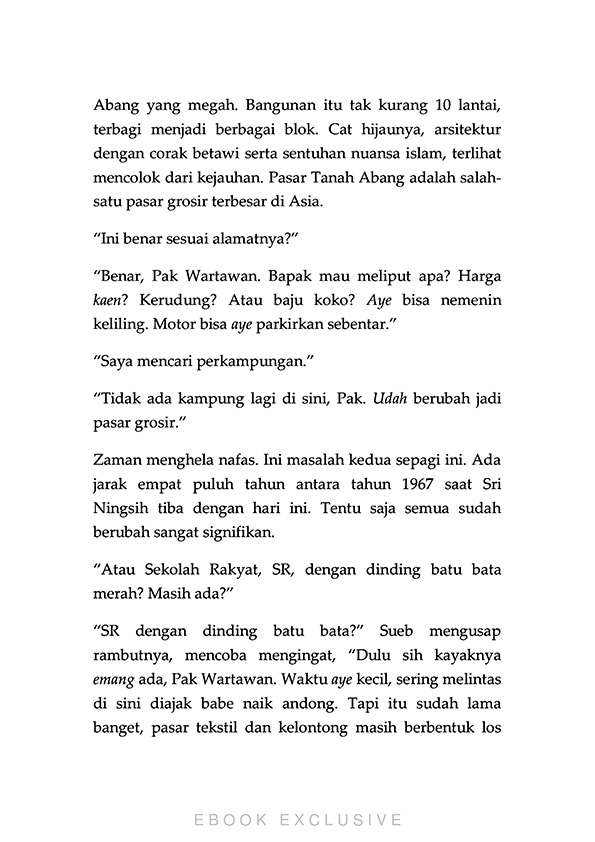 Abang yang megah. Bangunan itu tak kurang 10 lantai,
terbagi menjadi berbagai blok. Cat hijaunya, arsitektur
dengan corak betawi serta sentuhan nuansa islam, terlihat
mencolok dari kejauhan. Pasar Tanah Abang adalah salah-
satu pasar grosir terbesar di Asia.
“Ini benar sesuai alamatnya?”
“Benar, Pak Wartawan. Bapak mau meliput apa? Harga
kaen? Kerudung? Atau baju koko? Aye bisa nemenin
keliling. Motor bisa aye parkirkan sebentar.”
“Saya mencari perkampungan.”
“Tidak ada kampung lagi di sini, Pak. Udah berubah jadi
pasar grosir.”
Zaman menghela nafas. Ini masalah kedua sepagi ini. Ada
jarak empat puluh tahun antara tahun 1967 saat Sri
Ningsih tiba dengan hari ini. Tentu saja semua sudah
berubah sangat signifikan.
“Atau Sekolah Rakyat, SR, dengan dinding batu bata
merah? Masih ada?”
“SR dengan dinding batu bata?” Sueb mengusap
rambutnya, mencoba mengingat, “Dulu sih kayaknya
emang ada, Pak Wartawan. Waktu aye kecil, sering melintas
di sini diajak babe naik andong. Tapi itu sudah lama
banget, pasar tekstil dan kelontong masih berbentuk los
EBOOK EXCLUSIVE